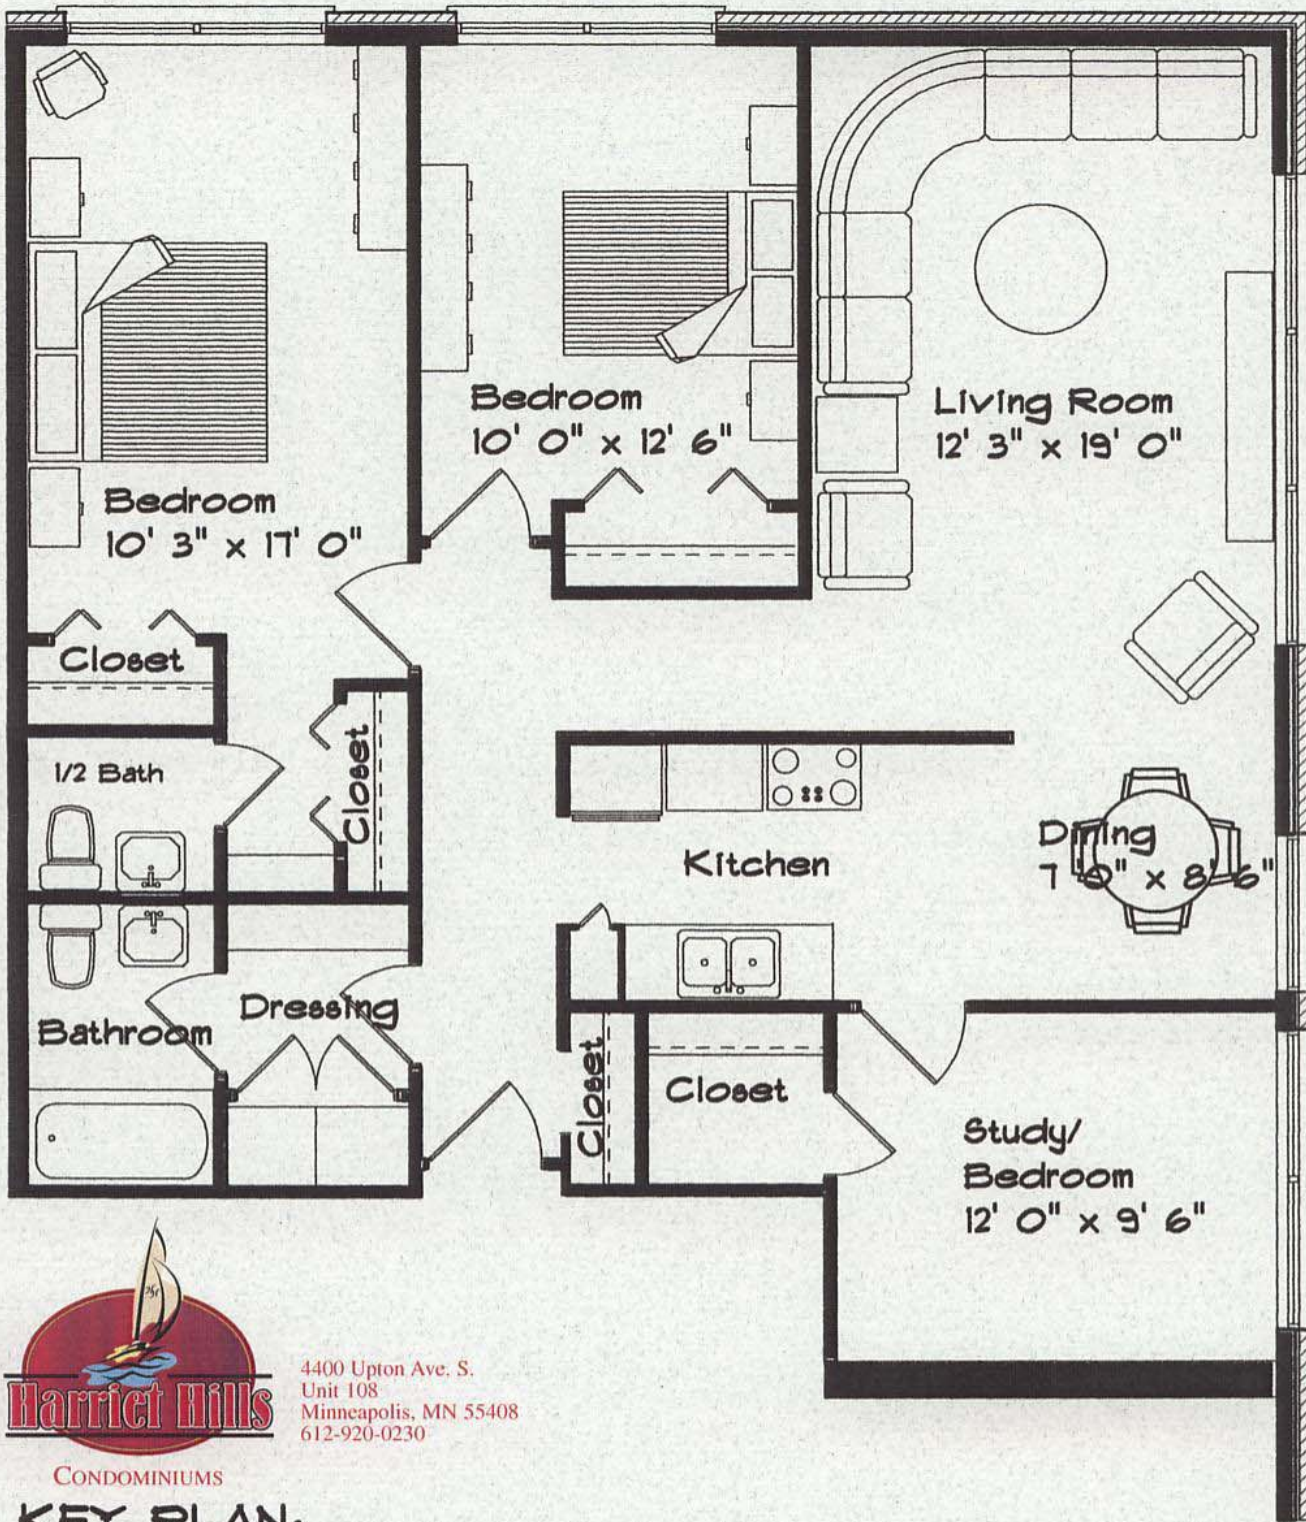 Bedroom
10' 0" x 12' 6"
Living Room
12' 3" x 19' 0"
Bedroom
10' 3" x 17' 0"
Closet
Closet
1/2 Bath
Kitchen
Dining
7' 0" x 8' 6"
Dressing
Bathroom
Closet
Closet
Study/
Bedroom
12' 0" x 9' 6"
Harriet Hills
CONDOMINIUMS
4400 Upton Ave. S.
Unit 108
Minneapolis, MN 55408
612-920-0230
KEY PLAN: